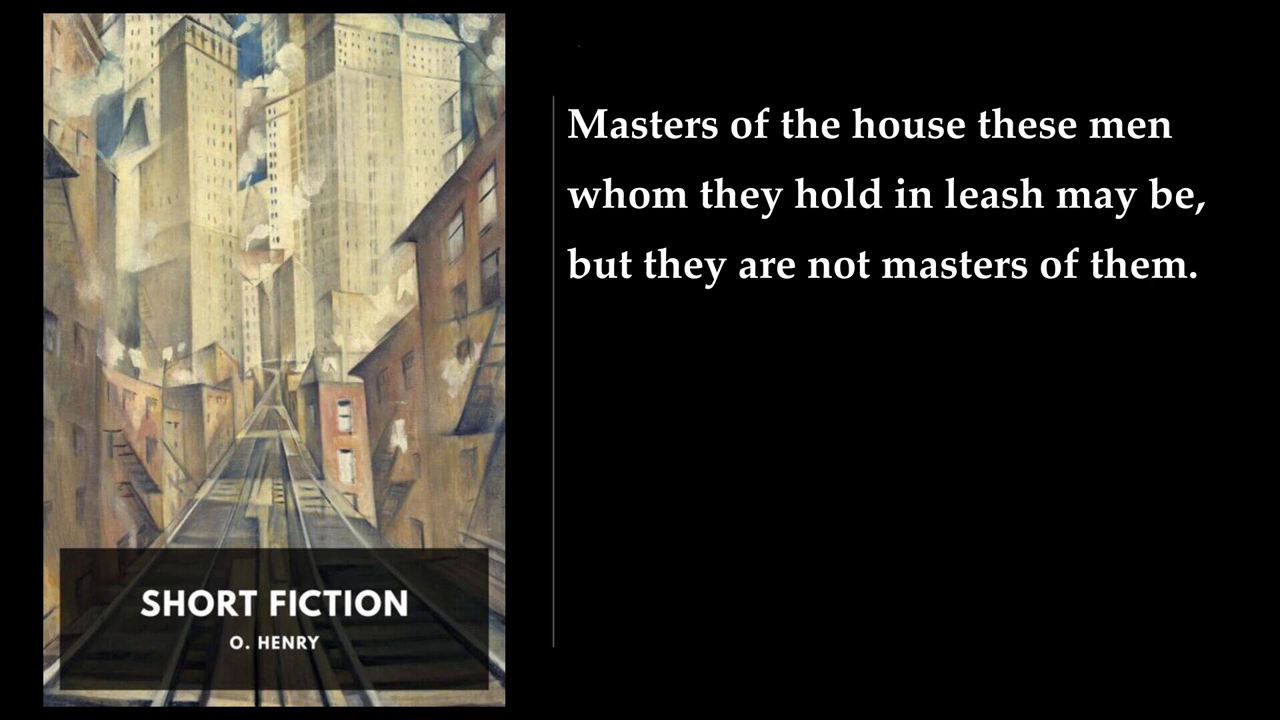 Masters of the house these men
whom they hold in leash may be,
but they are not masters of them.
SHORT FICTION
O. HENRY